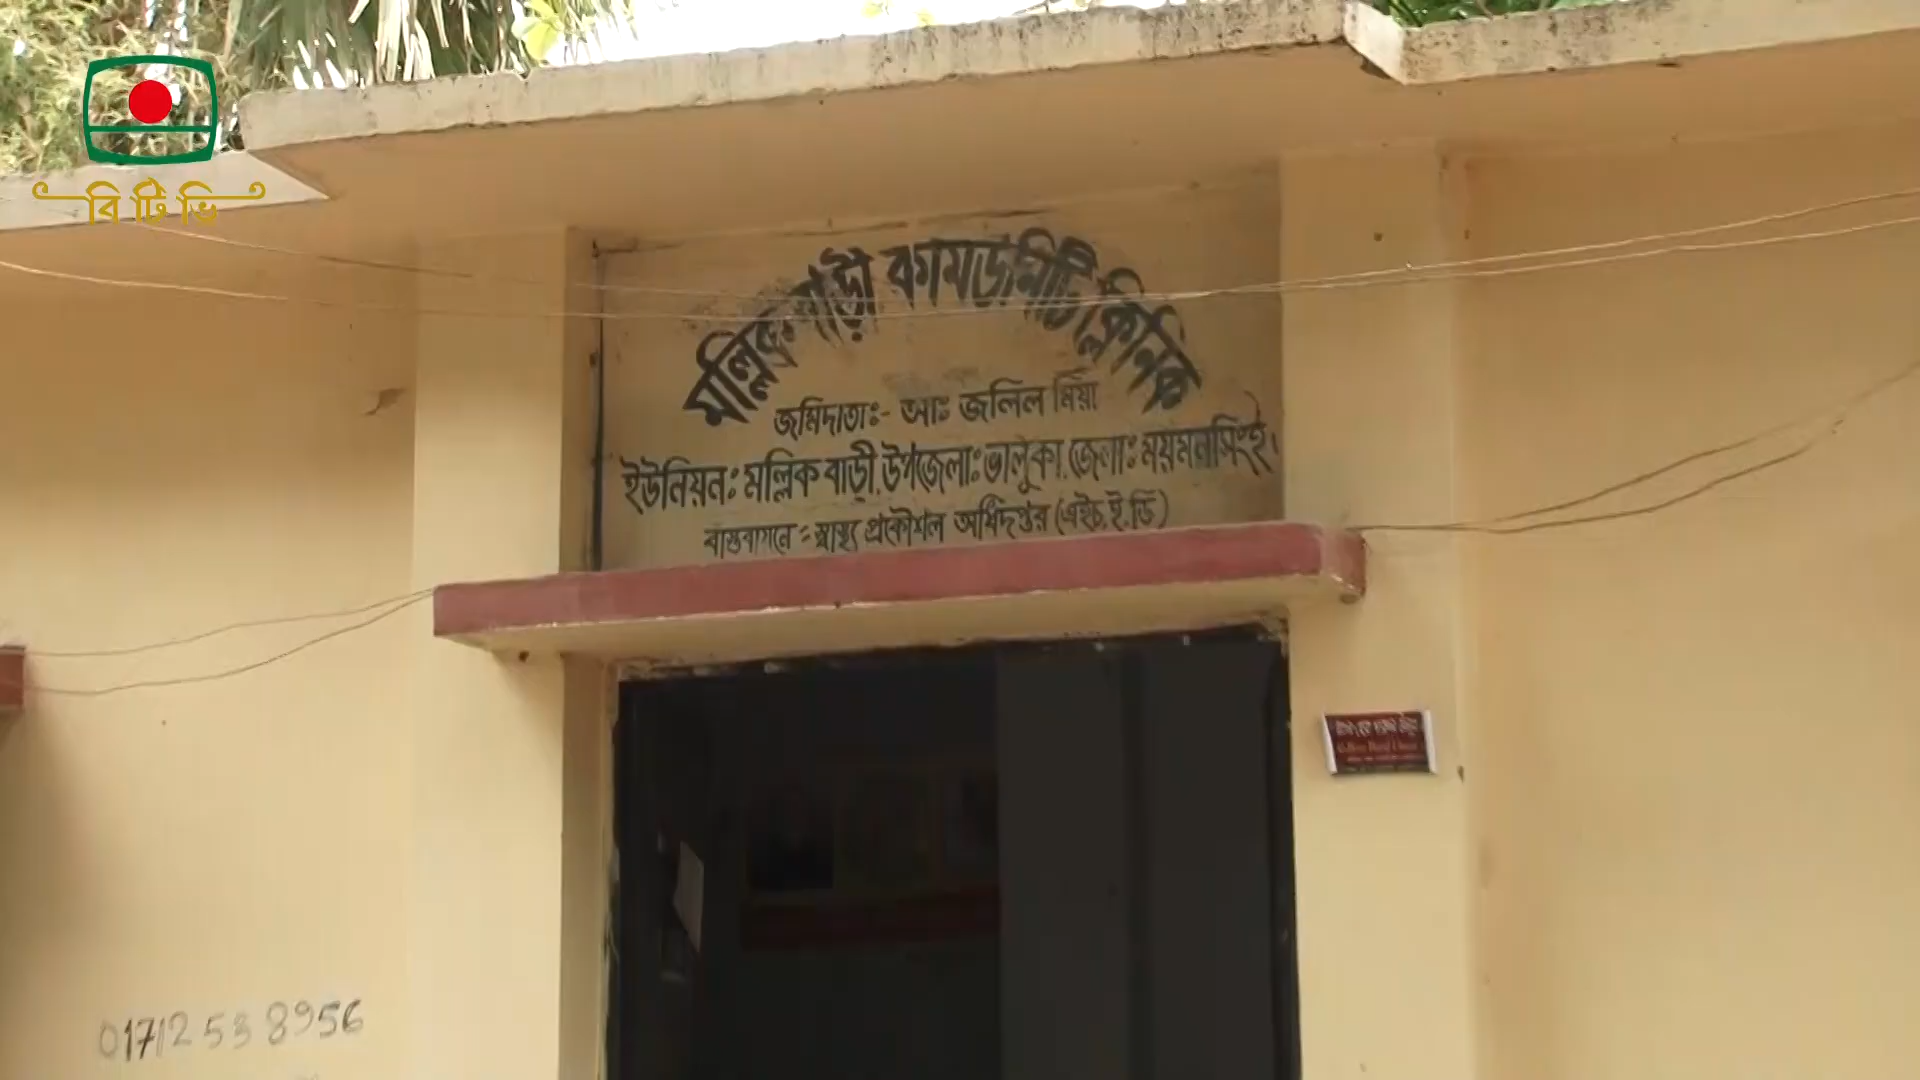 বিটিভি
মল্লিকবাড়ী কমিউনিটি ক্লিনিক
জমিদাতাঃ- আঃ জলিল মিয়া
ইউনিয়ন: মল্লিক বাড়ী. উপজেলা: ভালুকা. জেলা: ময়মনসিংহ।
বাস্তবায়নে : স্বাস্থ্য প্রকৌশল অধিদপ্তর (এইচ.ই.ডি)
01712538956